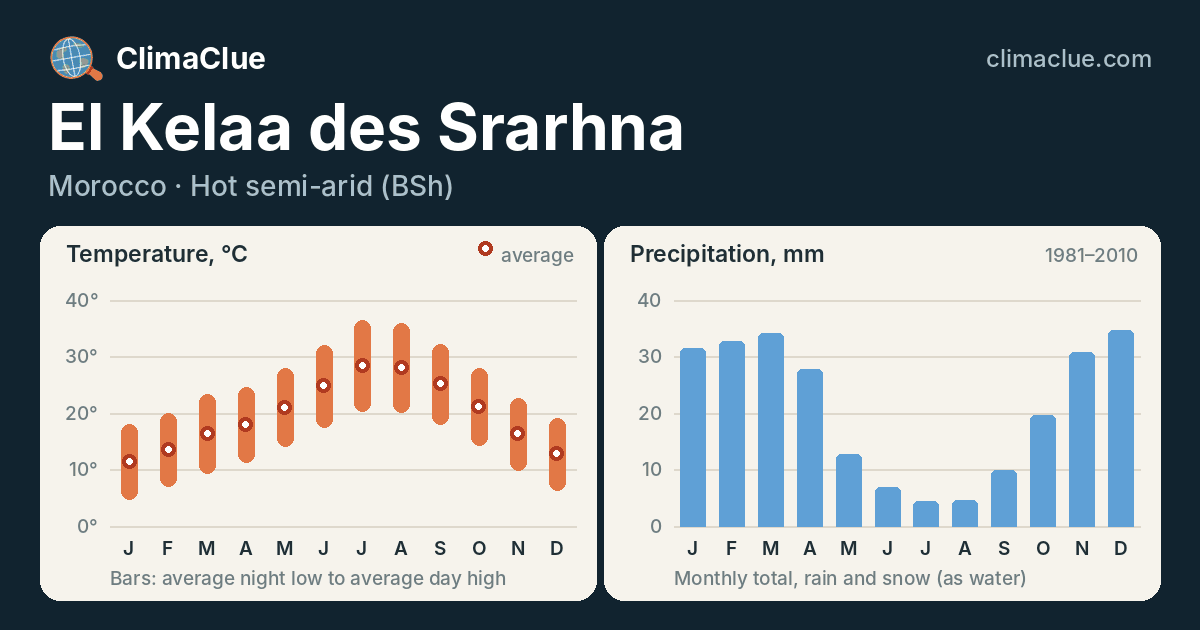 ClimaClue
climaclue.com
El Kelaa des Srarhna
Morocco · Hot semi-arid (BSh)
Temperature, °C
average
40°
30°
20°
10°
0°
J F M A M J J A S O N D
Bars: average night low to average day high
Precipitation, mm
1981–2010
40
30
20
10
0
J F M A M J J A S O N D
Monthly total, rain and snow (as water)